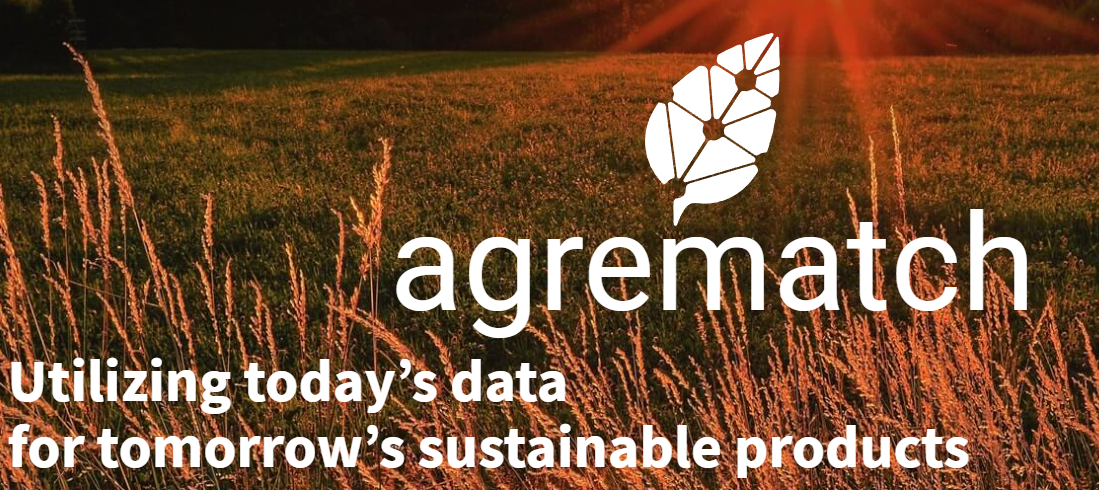 agrematch
Utilizing today’s data
for tomorrow’s sustainable products